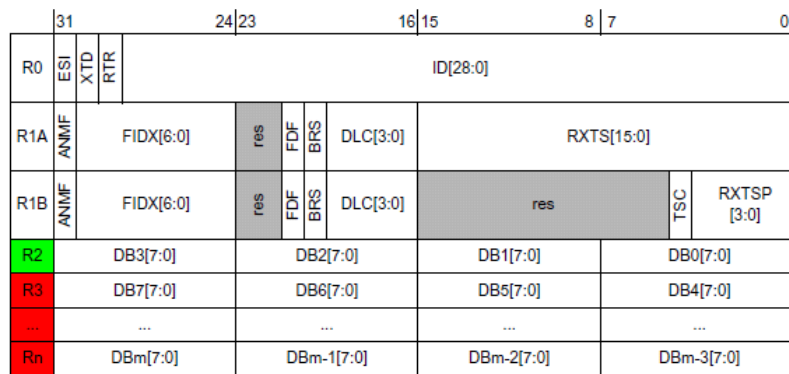 31 24 23 16 15 8 7 0
R0 ESI XTD RTR ID[28:0]
R1A ANMF FIDX[6:0] res FDF BRS DLC[3:0] RXTS[15:0]
R1B ANMF FIDX[6:0] res FDF BRS DLC[3:0] res TSC RXTSP
[3:0]
R2 DB3[7:0] DB2[7:0] DB1[7:0] DB0[7:0]
R3 DB7[7:0] DB6[7:0] DB5[7:0] DB4[7:0]
... ... ... ... ...
Rn DBm[7:0] DBm-1[7:0] DBm-2[7:0] DBm-3[7:0]